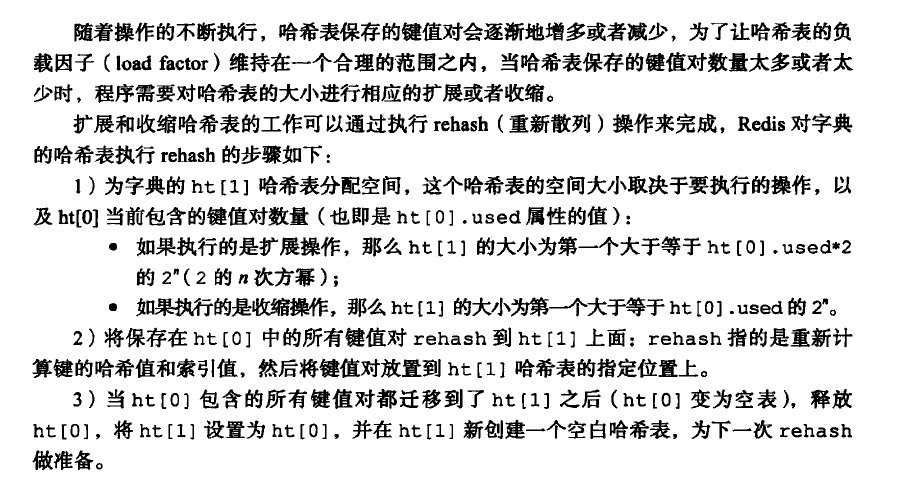 随着操作的不断执行，哈希表保存的键值对会逐渐地增多或者减少，为了让哈希表的负
载因子（load factor）维持在一个合理的范围之内，当哈希表保存的键值对数量太多或者太
少时，程序需要对哈希表的大小进行相应的扩展或者收缩。
扩展和收缩哈希表的工作可以通过执行 rehash（重新散列）操作来完成，Redis 对字典
的哈希表执行 rehash 的步骤如下：
1）为字典的 ht[1] 哈希表分配空间，这个哈希表的空间大小取决于要执行的操作，以
及 ht[0] 当前包含的键值对数量（也即是 ht[0].used 属性的值）：
● 如果执行的是扩展操作，那么 ht[1] 的大小为第一个大于等于 ht[0].used*2
的 2ⁿ（2 的 n 次方幂）；
● 如果执行的是收缩操作，那么 ht[1] 的大小为第一个大于等于 ht[0].used 的 2ⁿ。
2）将保存在 ht[0] 中的所有键值对 rehash 到 ht[1] 上面：rehash 指的是重新计
算键的哈希值和索引值，然后将键值对放置到 ht[1] 哈希表的指定位置上。
3）当 ht[0] 包含的所有键值对都迁移到了 ht[1] 之后（ht[0] 变为空表），释放
ht[0]，将 ht[1] 设置为 ht[0]，并在 ht[1] 新创建一个空白哈希表，为下一次 rehash
做准备。